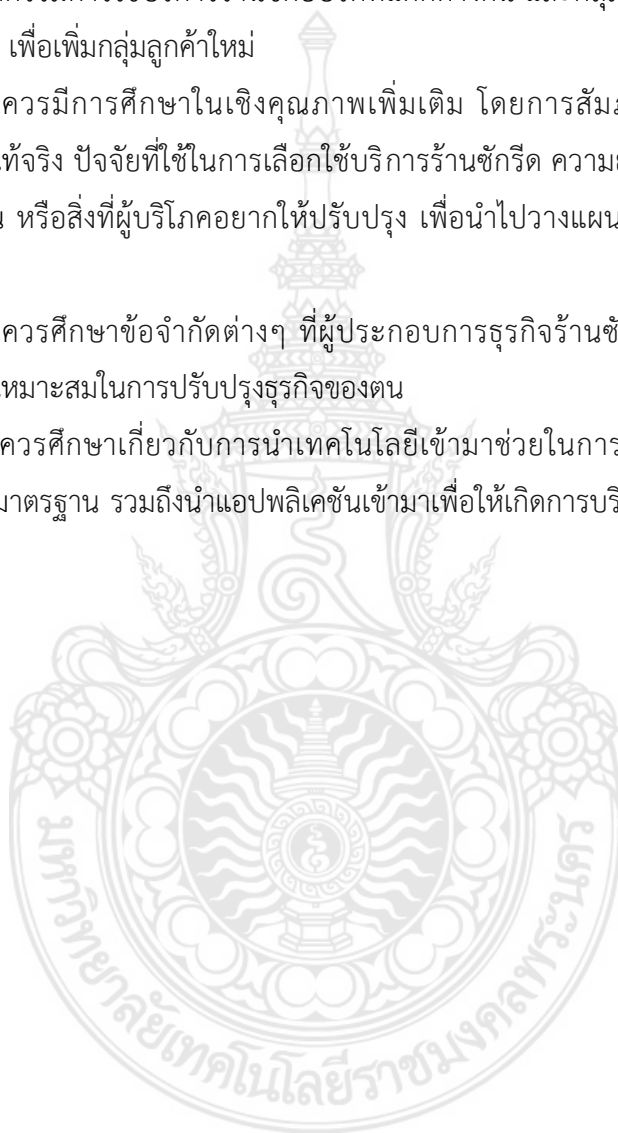 เพื่อเพิ่มกลุ่มลูกค้าใหม่
ควรมีการศึกษาในเชิงคุณภาพเพิ่มเติม โดยการสัมภ
ท้จริง ปัจจัยที่ใช้ในการเลือกใช้บริการร้านซักรีด ความย
น หรือสิ่งที่ผู้บริโภคอยากให้ปรับปรุง เพื่อนำไปวางแผน
ควรศึกษาข้อจำกัดต่างๆ ที่ผู้ประกอบการธุรกิจร้านซั
เหมาะสมในการปรับปรุงธุรกิจของตน
ควรศึกษาเกี่ยวกับการนำเทคโนโลยีเข้ามาช่วยในการ
มาตรฐาน รวมถึงนำแอปพลิเคชันเข้ามาเพื่อให้เกิดการบริ
มหาวิทยาลัยเทคโนโลยีราชมงคลพระนคร